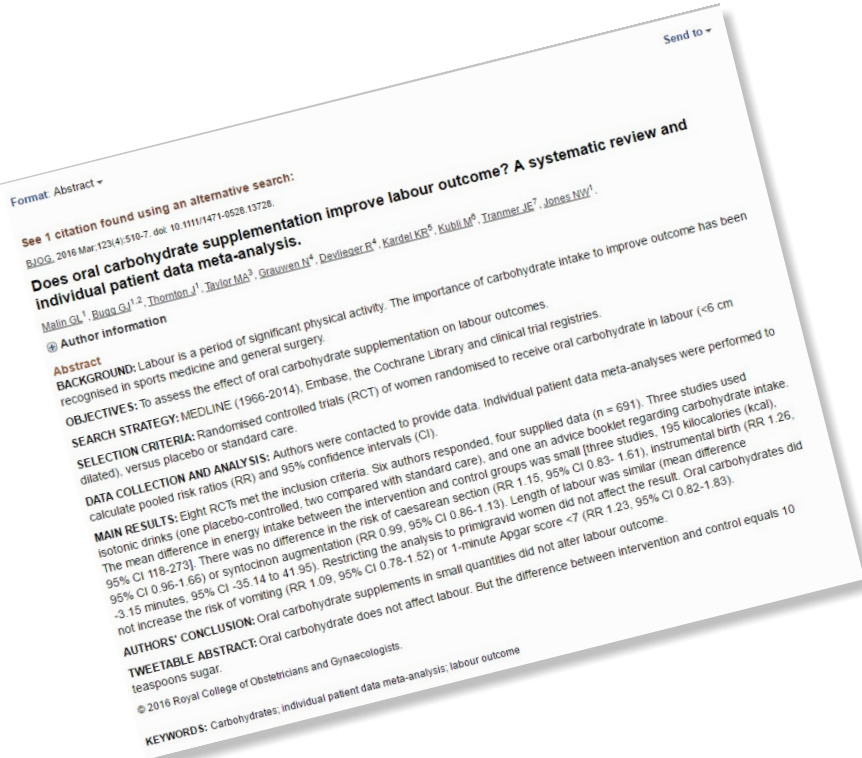 Send to
Format: Abstract
See 1 citation found using an alternative search:
BJOG. 2016 Mar;123(4):510-7. doi: 10.1111/1471-0528.13728.
Does oral carbohydrate supplementation improve labour outcome? A systematic review and
individual patient data meta-analysis.
Malin GL1, Bugg GJ1,2, Thornton J1, Taylor MA3, Grauwen N4, Devlieger R4, Kardel KR5, Kubli M6, Tranmer JE7, Jones NW1.
Author information
Abstract
BACKGROUND: Labour is a period of significant physical activity. The importance of carbohydrate intake to improve outcome has been
recognised in sports medicine and general surgery.
OBJECTIVES: To assess the effect of oral carbohydrate supplementation on labour outcomes.
SEARCH STRATEGY: MEDLINE (1966-2014), Embase, the Cochrane Library and clinical trial registries.
SELECTION CRITERIA: Randomised controlled trials (RCT) of women randomised to receive oral carbohydrate in labour (<6 cm
dilated), versus placebo or standard care.
DATA COLLECTION AND ANALYSIS: Authors were contacted to provide data. Individual patient data meta-analyses were performed to
calculate pooled risk ratios (RR) and 95% confidence intervals (CI).
MAIN RESULTS: Eight RCTs met the inclusion criteria. Six authors responded, four supplied data (n = 691). Three studies used
isotonic drinks (one placebo-controlled, two compared with standard care), and one an advice booklet regarding carbohydrate intake.
The mean difference in energy intake between the intervention and control groups was small [three studies, 195 kilocalories (kcal),
95% CI 118-273]. There was no difference in the risk of caesarean section (RR 1.15, 95% CI 0.83- 1.61), instrumental birth (RR 1.26,
95% CI 0.96-1.66) or syntocinon augmentation (RR 0.99, 95% CI 0.86-1.13). Length of labour was similar (mean difference
-3.15 minutes, 95% CI -35.14 to 41.95). Restricting the analysis to primigravid women did not affect the result. Oral carbohydrates did
not increase the risk of vomiting (RR 1.09, 95% CI 0.78-1.52) or 1-minute Apgar score <7 (RR 1.23, 95% CI 0.82-1.83).
AUTHORS' CONCLUSION: Oral carbohydrate supplements in small quantities did not alter labour outcome.
TWEETABLE ABSTRACT: Oral carbohydrate does not affect labour. But the difference between intervention and control equals 10
teaspoons sugar.
© 2016 Royal College of Obstetricians and Gynaecologists.
KEYWORDS: Carbohydrates; individual patient data meta-analysis; labour outcome